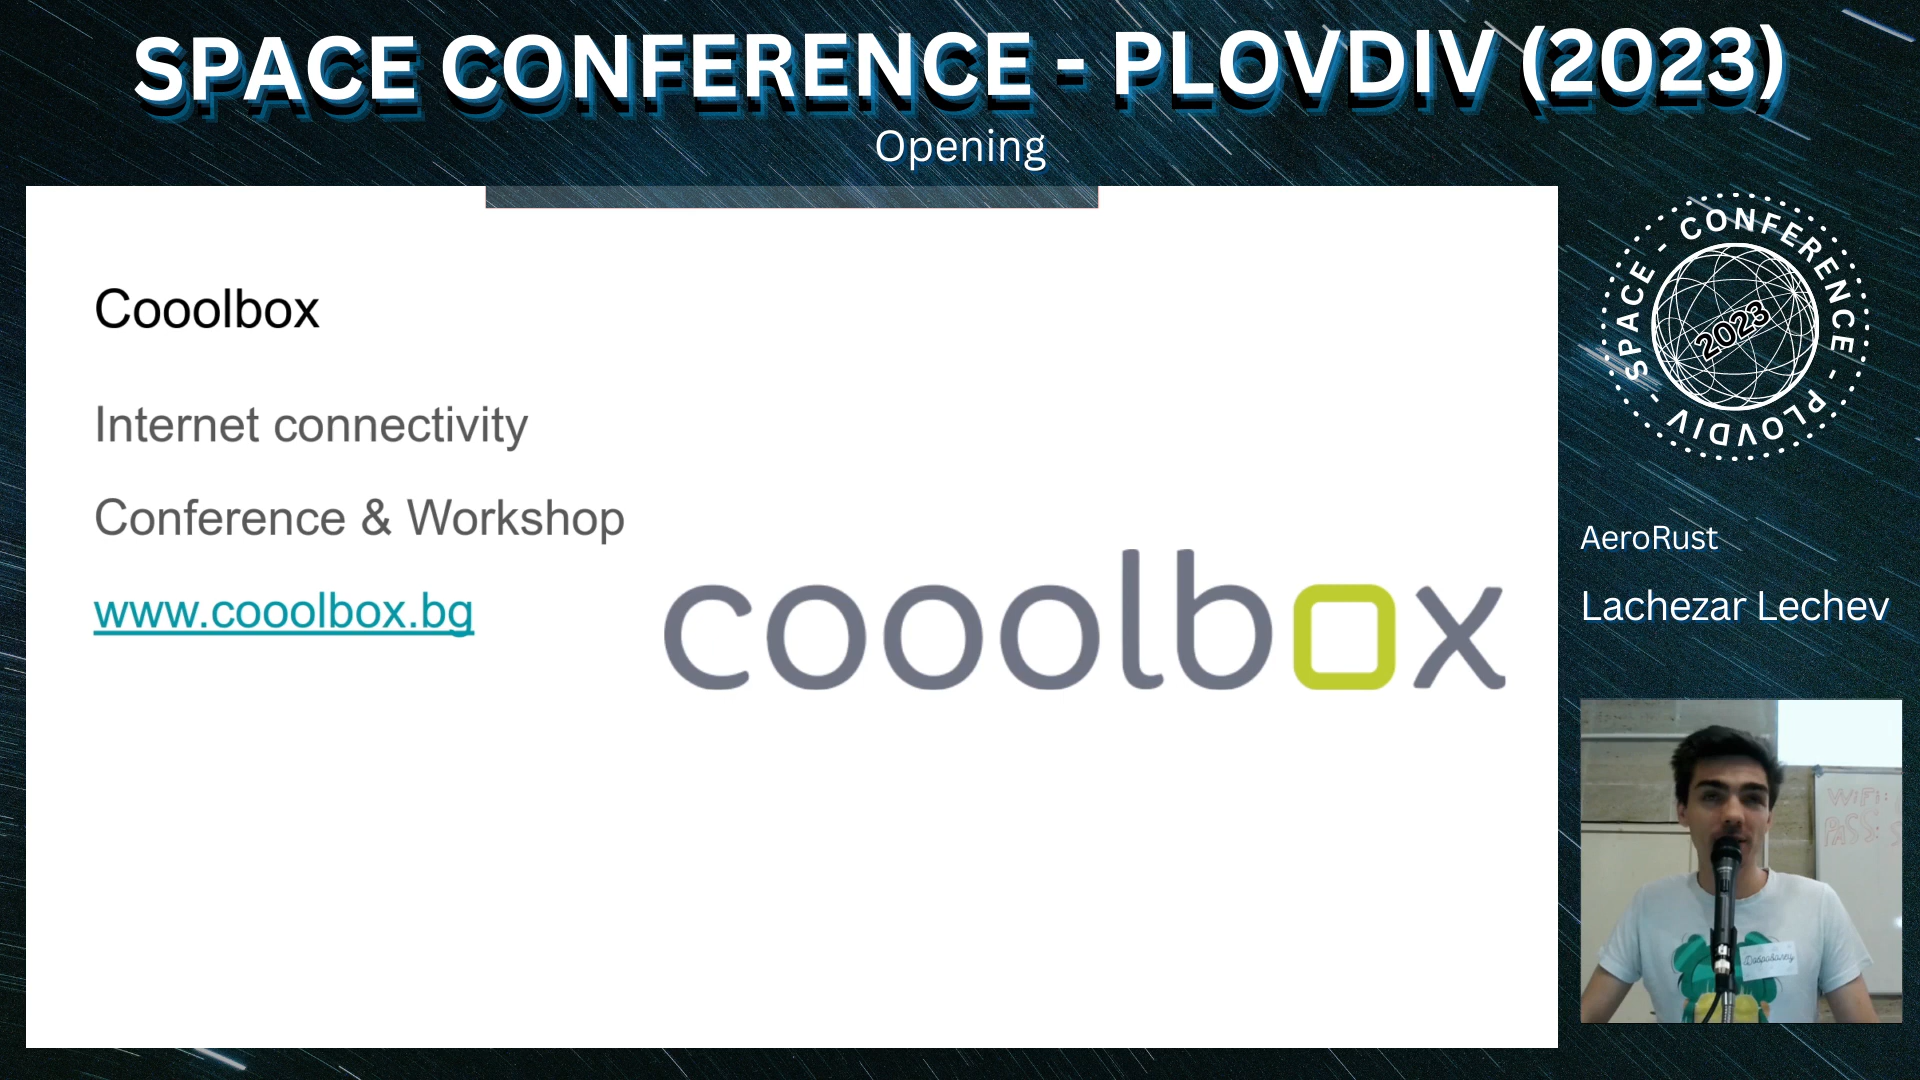 SPACE CONFERENCE - PLOVDIV (2023)
Opening
Cooolbox
Internet connectivity
Conference & Workshop
www.cooolbox.bg
cooolbox
SPACE - CONFERENCE - PLOVDIV -
2023
AeroRust
Lachezar Lechev
WiFi:
PASS: S
Доброволец